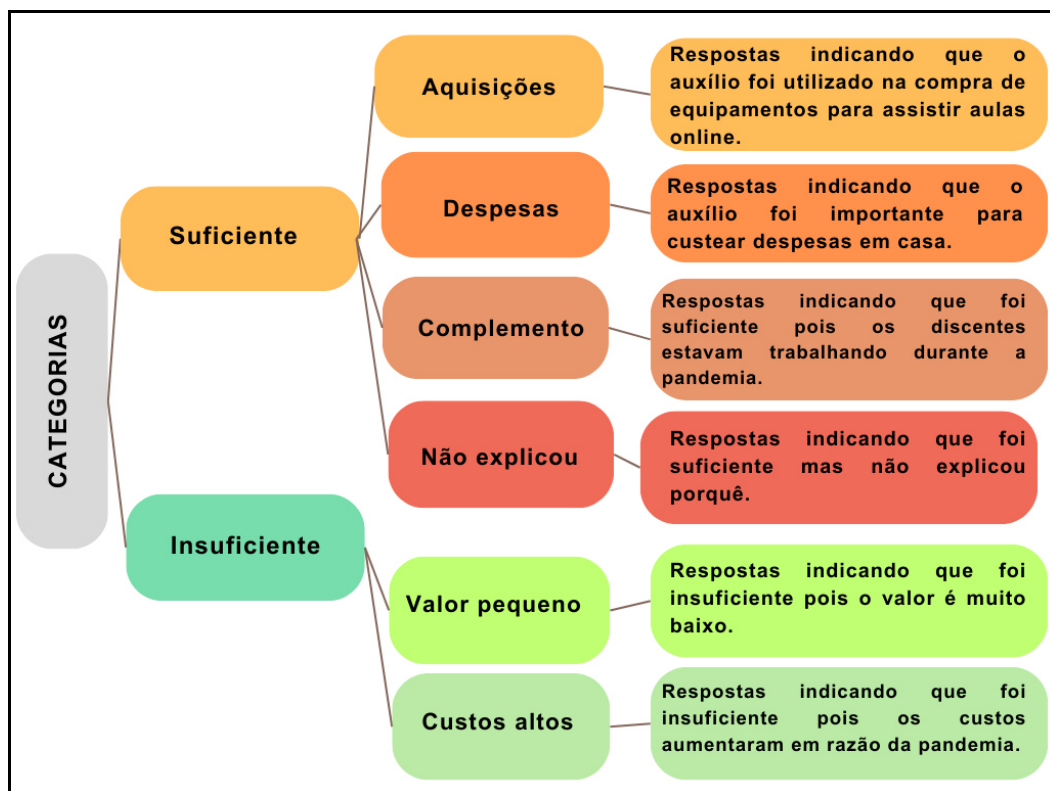 CATEGORIAS
Suficiente
Aquisições
Respostas indicando que o
auxílio foi utilizado na compra de
equipamentos para assistir aulas
online.
Despesas
Respostas indicando que o
auxílio foi importante para
custear despesas em casa.
Complemento
Respostas indicando que foi
suficiente pois os discentes
estavam trabalhando durante a
pandemia.
Não explicou
Respostas indicando que foi
suficiente mas não explicou
porquê.
Insuficiente
Valor pequeno
Respostas indicando que foi
insuficiente pois o valor é muito
baixo.
Custos altos
Respostas indicando que foi
insuficiente pois os custos
aumentaram em razão da pandemia.